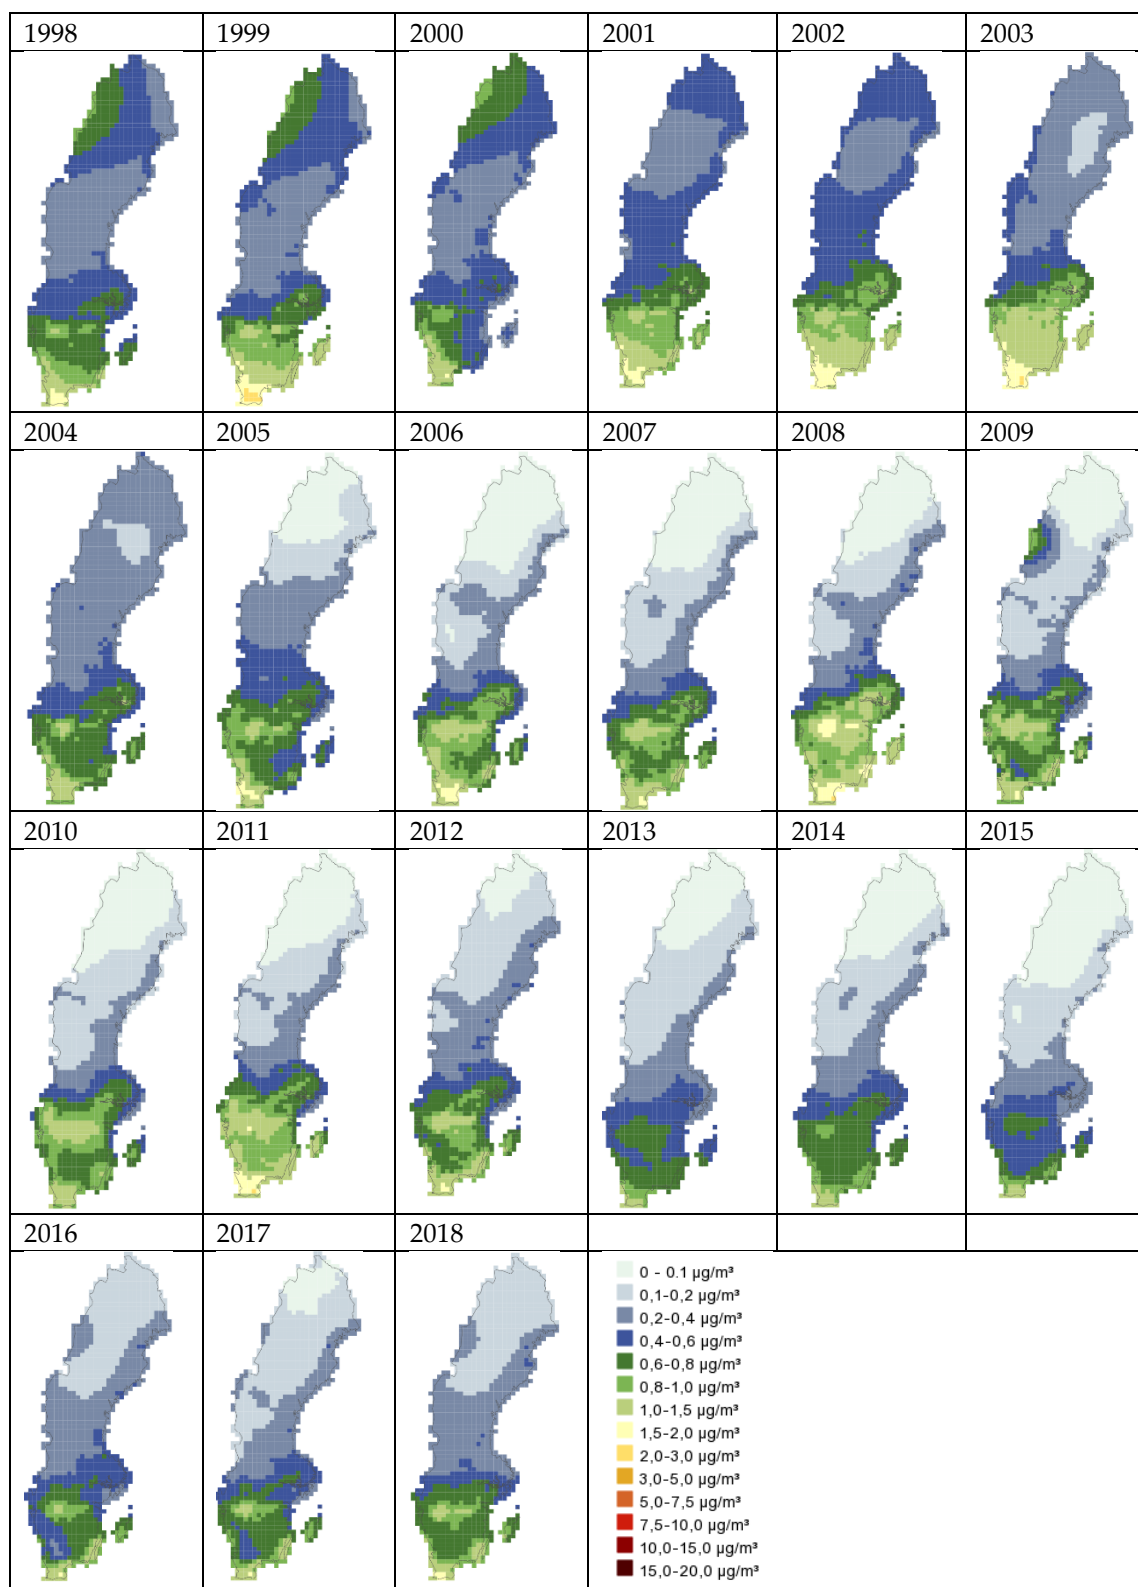 1998 1999 2000 2001 2002 2003
2004 2005 2006 2007 2008 2009
2010 2011 2012 2013 2014 2015
2016 2017 2018
0 - 0.1 µg/m³
0,1-0,2 µg/m³
0,2-0,4 µg/m³
0,4-0,6 µg/m³
0,6-0,8 µg/m³
0,8-1,0 µg/m³
1,0-1,5 µg/m³
1,5-2,0 µg/m³
2,0-3,0 µg/m³
3,0-5,0 µg/m³
5,0-7,5 µg/m³
7,5-10,0 µg/m³
10,0-15,0 µg/m³
15,0-20,0 µg/m³